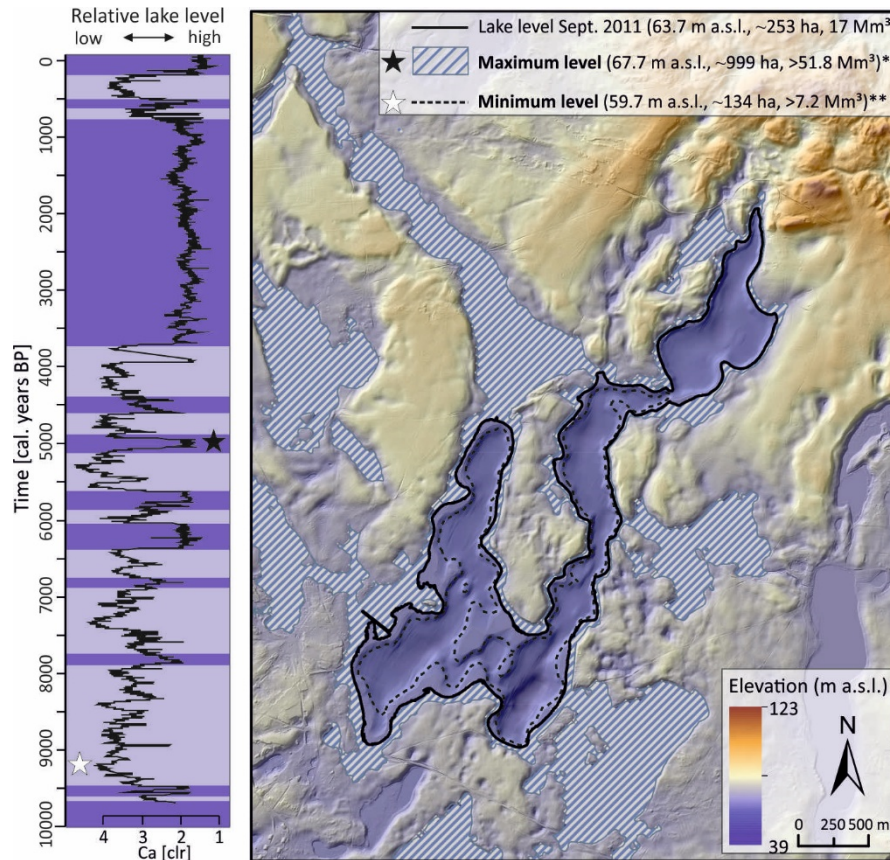 Relative lake level
low high
Time [cal. years BP]
0
1000
2000
3000
4000
5000
6000
7000
8000
9000
10000
4 3 2 1
Ca [clr]
Lake level Sept. 2011 (63.7 m a.s.l., ~253 ha, 17 Mm³)
Maximum level (67.7 m a.s.l., ~999 ha, >51.8 Mm³)*
Minimum level (59.7 m a.s.l., ~134 ha, >7.2 Mm³)**
Elevation (m a.s.l.)
123
39
N
0 250 500 m